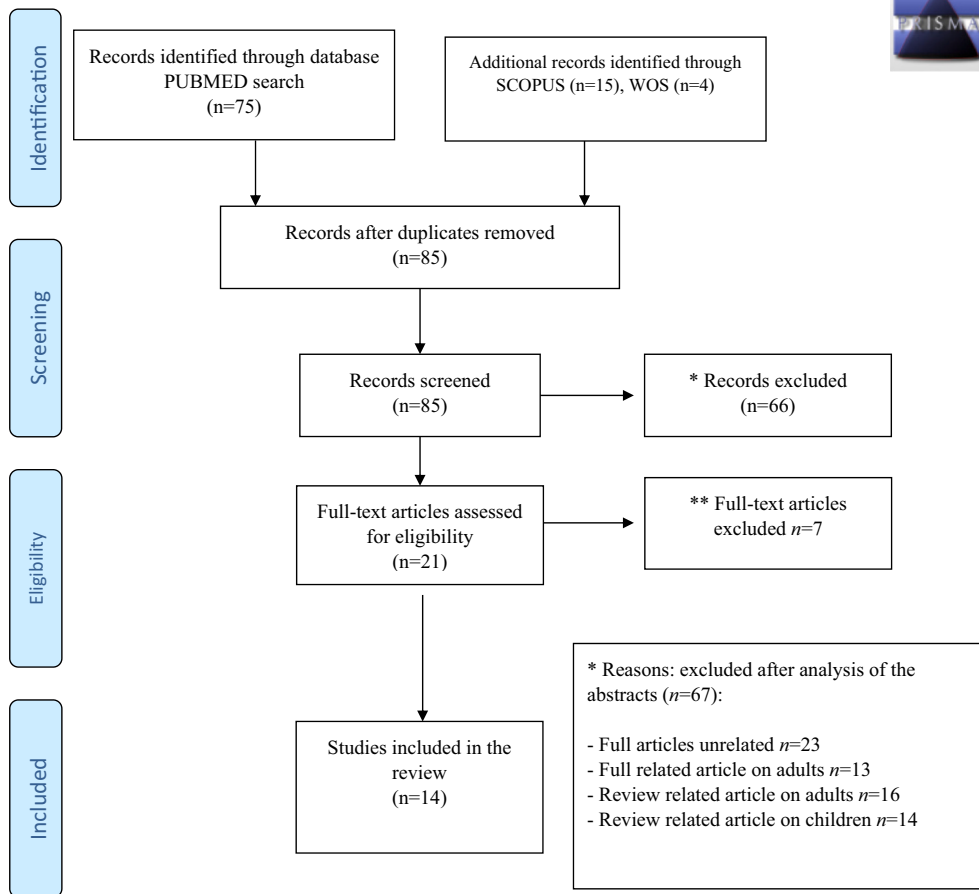 PRISMA
Identification
Records identified through database
PUBMED search
(n=75)
Additional records identified through
SCOPUS (n=15), WOS (n=4)
Records after duplicates removed
(n=85)
Screening
Records screened
(n=85)
* Records excluded
(n=66)
Eligibility
Full-text articles assessed
for eligibility
(n=21)
** Full-text articles
excluded n=7
Included
Studies included in the
review
(n=14)
* Reasons: excluded after analysis of the
abstracts (n=67):
- Full articles unrelated n=23
- Full related article on adults n=13
- Review related article on adults n=16
- Review related article on children n=14